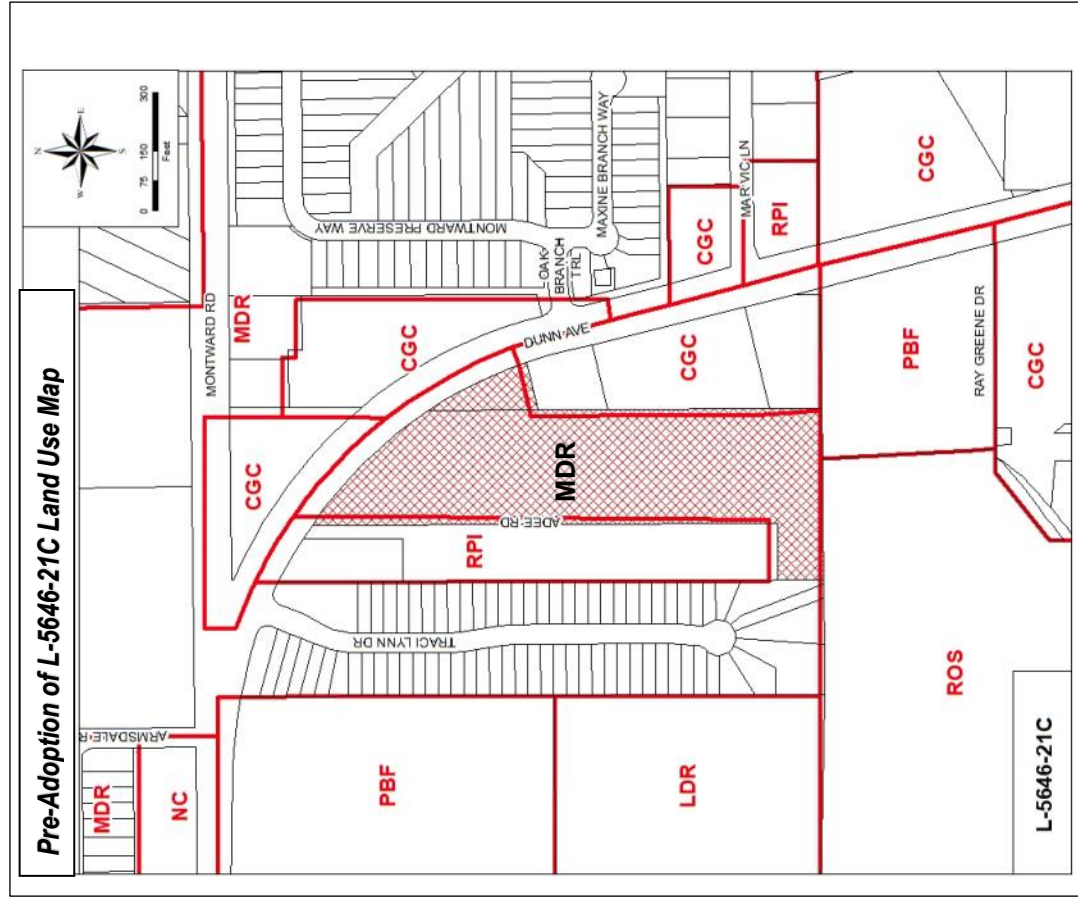 Pre-Adoption of L-5646-21C Land Use Map
N
W
E
S
0 75 150 300
Feet
ARMSDALE R
MDR
NC
MONTWARD RD
MDR
CGC
CGC
MONTWARD PRESERVE WAY
OAK
BRANCH
TRL
MAXINE BRANCH WAY
DUNN AVE
CGC
MARVIC LN
RPI
CGC
MDR
ADEE RD
RPI
TRACI LYNN DR
PBF
LDR
CGC
PBF
RAY GREENE DR
CGC
ROS
L-5646-21C